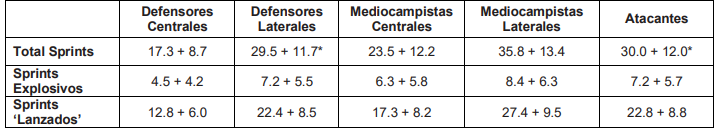 Defensores Centrales | Defensores Laterales | Mediocampistas Centrales | Mediocampistas Laterales | Atacantes
Total Sprints | 17.3 + 8.7 | 29.5 + 11.7* | 23.5 + 12.2 | 35.8 + 13.4 | 30.0 + 12.0*
Sprints Explosivos | 4.5 + 4.2 | 7.2 + 5.5 | 6.3 + 5.8 | 8.4 + 6.3 | 7.2 + 5.7
Sprints ‘Lanzados’ | 12.8 + 6.0 | 22.4 + 8.5 | 17.3 + 8.2 | 27.4 + 9.5 | 22.8 + 8.8